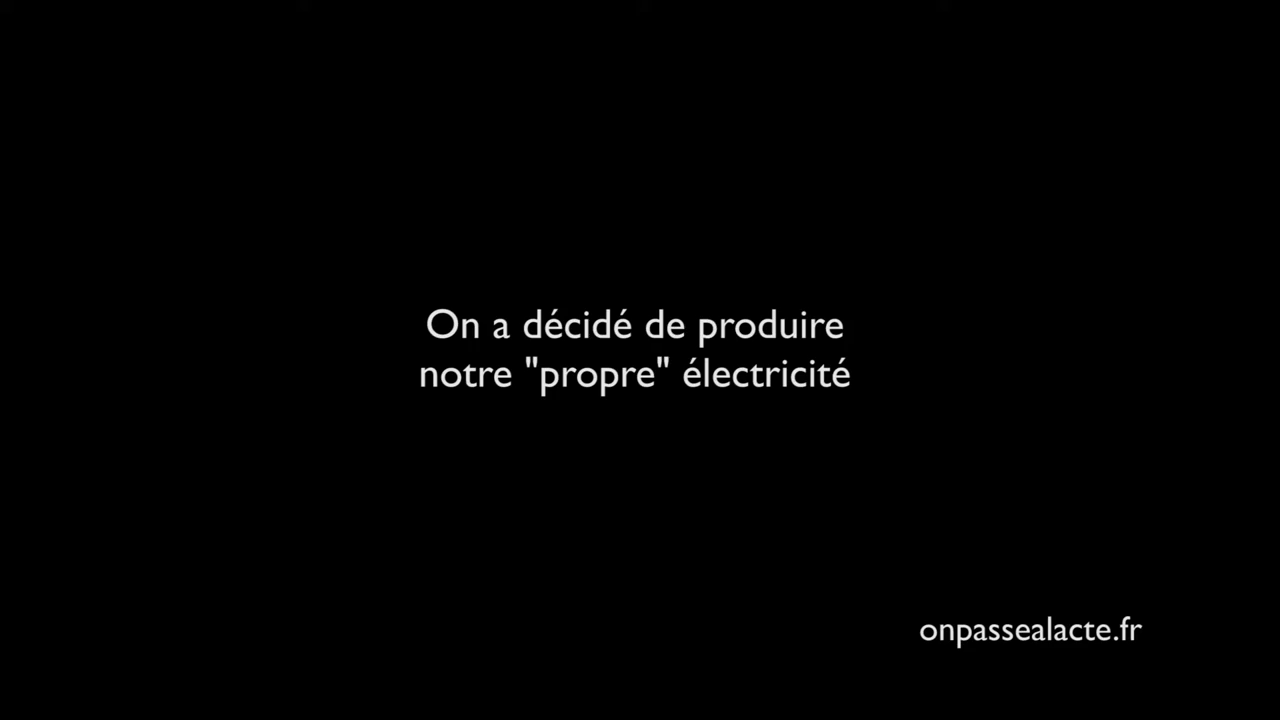 On a décidé de produire
notre "propre" électricité
onpassealacte.fr